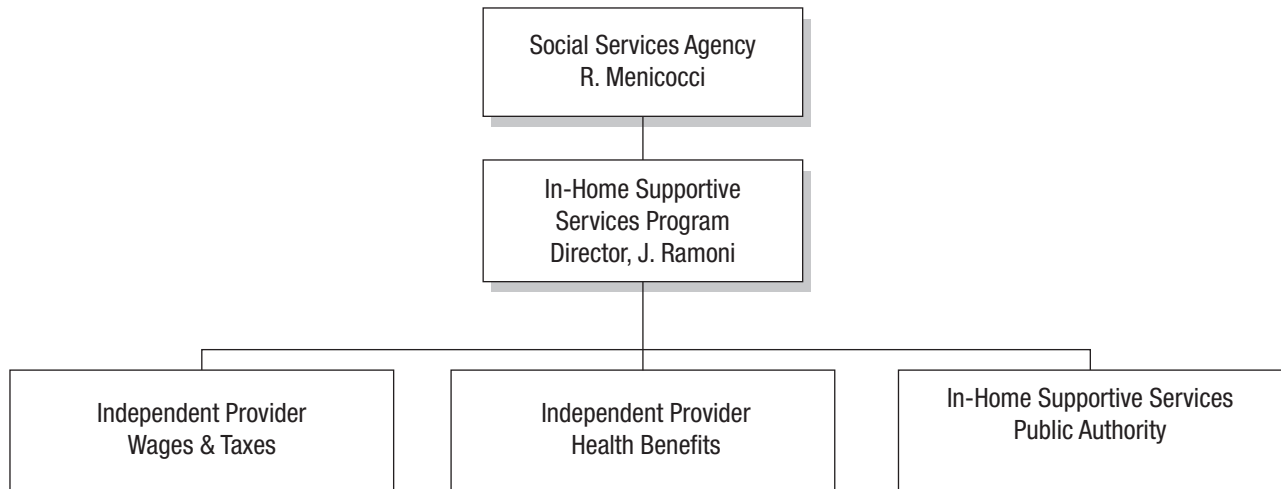 Social Services Agency
R. Menicocci
In-Home Supportive
Services Program
Director, J. Ramoni
Independent Provider
Wages & Taxes
Independent Provider
Health Benefits
In-Home Supportive Services
Public Authority